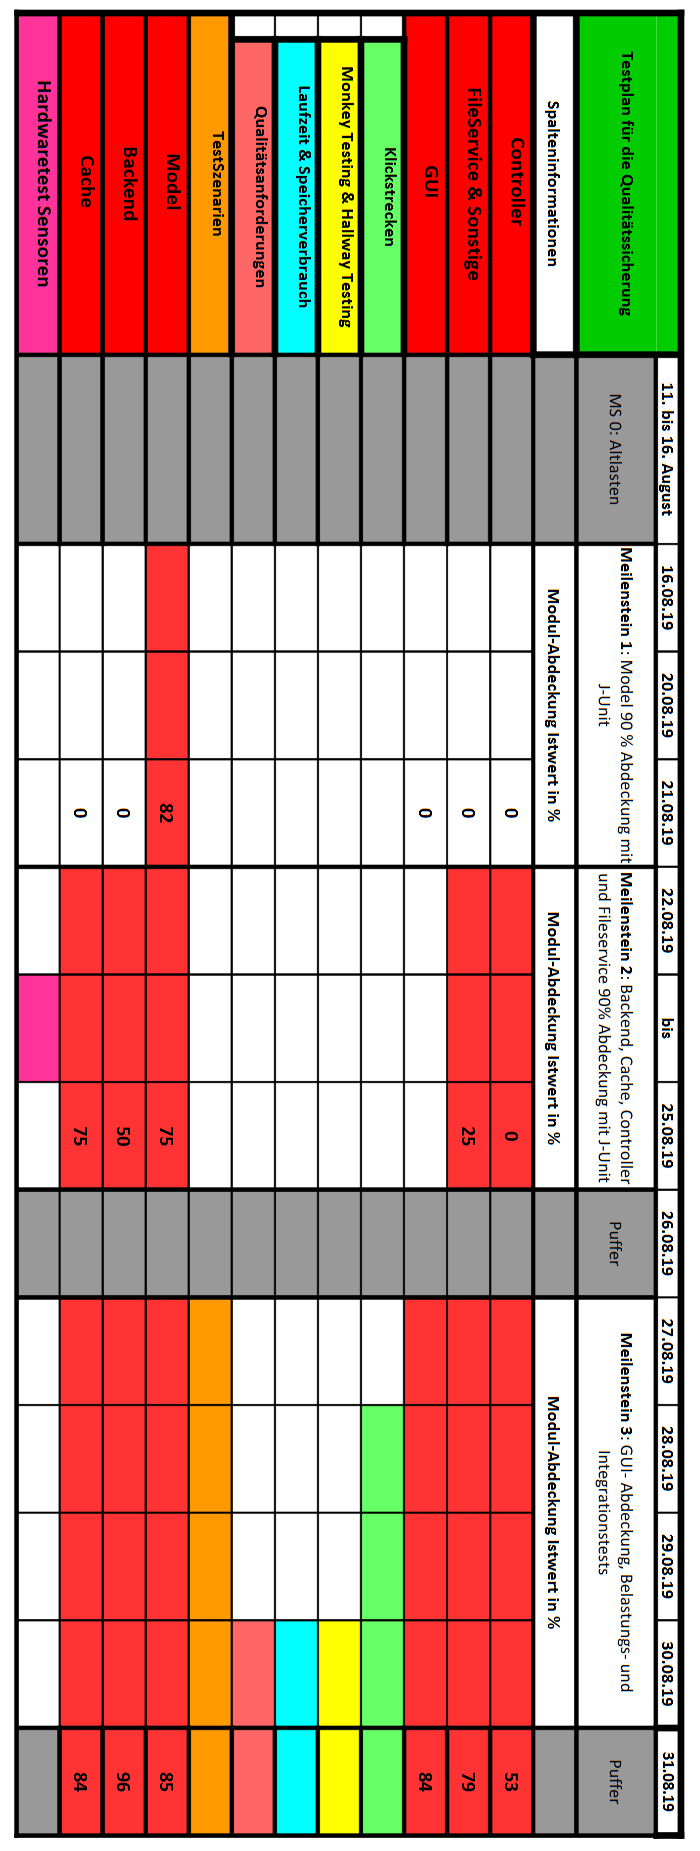 Testplan für die Qualitätssicherung
11. bis 16. August
16.08.19
20.08.19
21.08.19
22.08.19
bis
25.08.19
26.08.19
27.08.19
28.08.19
29.08.19
30.08.19
31.08.19
MS 0: Altlasten
Meilenstein 1: Model 90 % Abdeckung mit
J-Unit
Meilenstein 2: Backend, Cache, Controller
und Fileservice 90% Abdeckung mit J-Unit
Puffer
Meilenstein 3: GUI- Abdeckung, Belastungs- und
Integrationstests
Puffer
Spalteninformationen
Modul-Abdeckung Istwert in %
Modul-Abdeckung Istwert in %
Modul-Abdeckung Istwert in %
Controller
0
0
53
FileService & Sonstige
0
25
79
GUI
0
84
Klickstrecken
Monkey Testing & Hallway Testing
Laufzeit & Speicherverbrauch
Qualitätsanforderungen
TestSzenarien
Model
82
75
85
Backend
0
50
96
Cache
0
75
84
Hardwaretest Sensoren